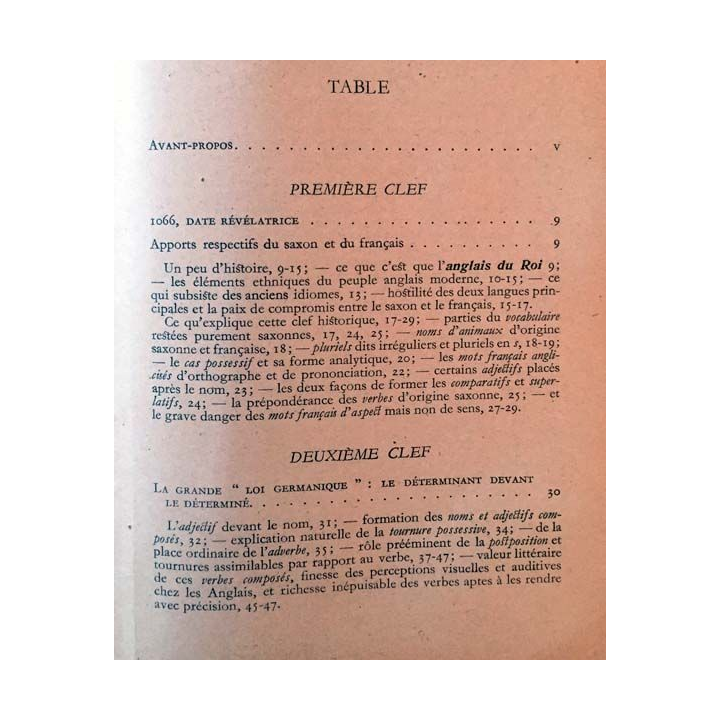 TABLE
AVANT-PROPOS. . . . . . . . . . . . . . . . . . . . . . . . V
PREMIÈRE CLEF
1066, DATE RÉVÉLATRICE . . . . . . . . . . . . . . . . . . 9
Apports respectifs du saxon et du français . . . . . . . . . . 9
Un peu d'histoire, 9-15; — ce que c'est que l'anglais du Roi 9;
— les éléments ethniques du peuple anglais moderne, 10-15; — ce
qui subsiste des anciens idiomes, 13; — hostilité des deux langues prin-
cipales et la paix de compromis entre le saxon et le français, 15-17.
Ce qu'explique cette clef historique, 17-29; — parties du vocabulaire
restées purement saxonnes, 17, 24, 25; — noms d'animaux d'origine
saxonne et française, 18; — pluriels dits irréguliers et pluriels en s, 18-19;
— le cas possessif et sa forme analytique, 20; — les mots français angli-
cisés d'orthographe et de prononciation, 22; — certains adjectifs placés
après le nom, 23; — les deux façons de former les comparatifs et super-
latifs, 24; — la prépondérance des verbes d'origine saxonne, 25; — et
le grave danger des mots français d'aspect mais non de sens, 27-29.
DEUXIÈME CLEF
LA GRANDE " LOI GERMANIQUE " : LE DÉTERMINANT DEVANT
LE DÉTERMINÉ. . . . . . . . . . . . . . . . . . . . . . 30
L'adjectif devant le nom, 31; — formation des noms et adjectifs com-
posés, 32; — explication naturelle de la tournure possessive, 34; — de la
place ordinaire de l'adverbe, 35; — rôle prééminent de la postposition et
tournures assimilables par rapport au verbe, 37-47; — valeur littéraire
de ces verbes composés, finesse des perceptions visuelles et auditives
chez les Anglais, et richesse inépuisable des verbes aptes à les rendre
avec précision, 45-47.